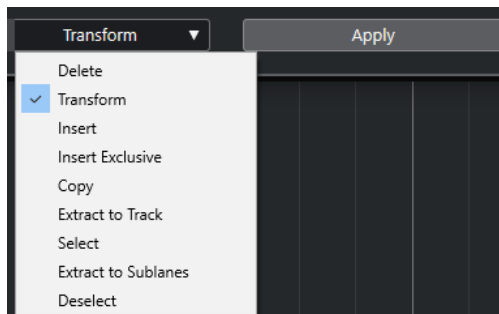 Transform Apply
Delete
Transform
Insert
Insert Exclusive
Copy
Extract to Track
Select
Extract to Sublanes
Deselect